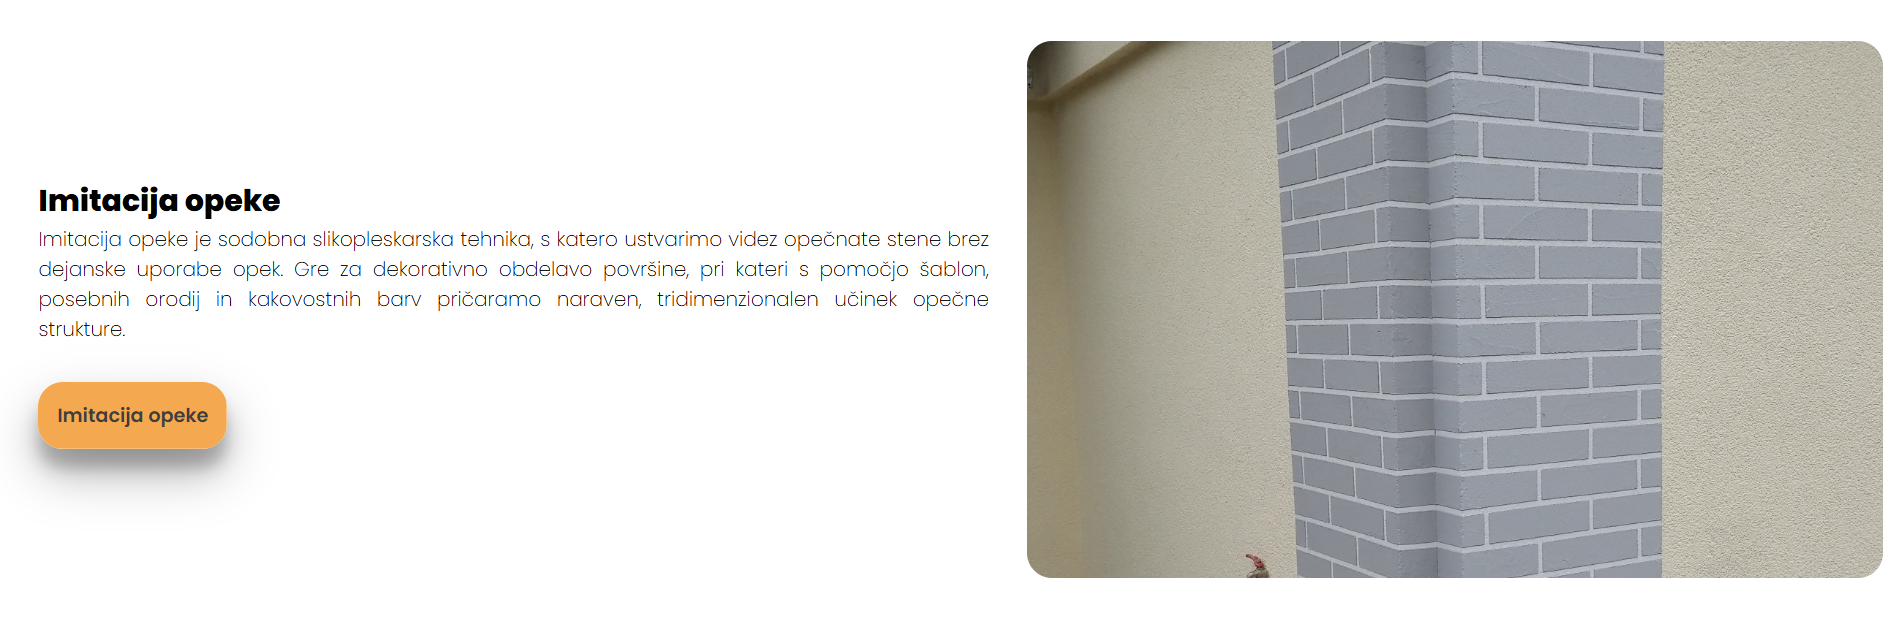 Imitacija opeke
Imitacija opeke je sodobna slikopleskarska tehnika, s katero ustvarimo videz opečnate stene brez
dejanske uporabe opek. Gre za dekorativno obdelavo površine, pri kateri s pomočjo šablon,
posebnih orodij in kakovostnih barv pričaramo naraven, tridimenzionalen učinek opečne
strukture.
Imitacija opeke